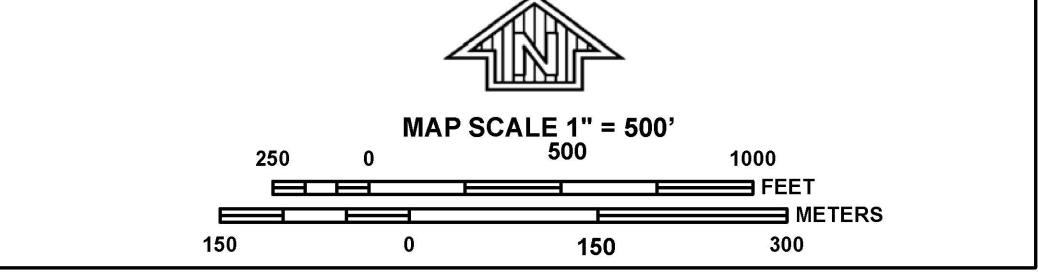 N
MAP SCALE 1" = 500’
250 0 500 1000
FEET
METERS
150 0 150 300